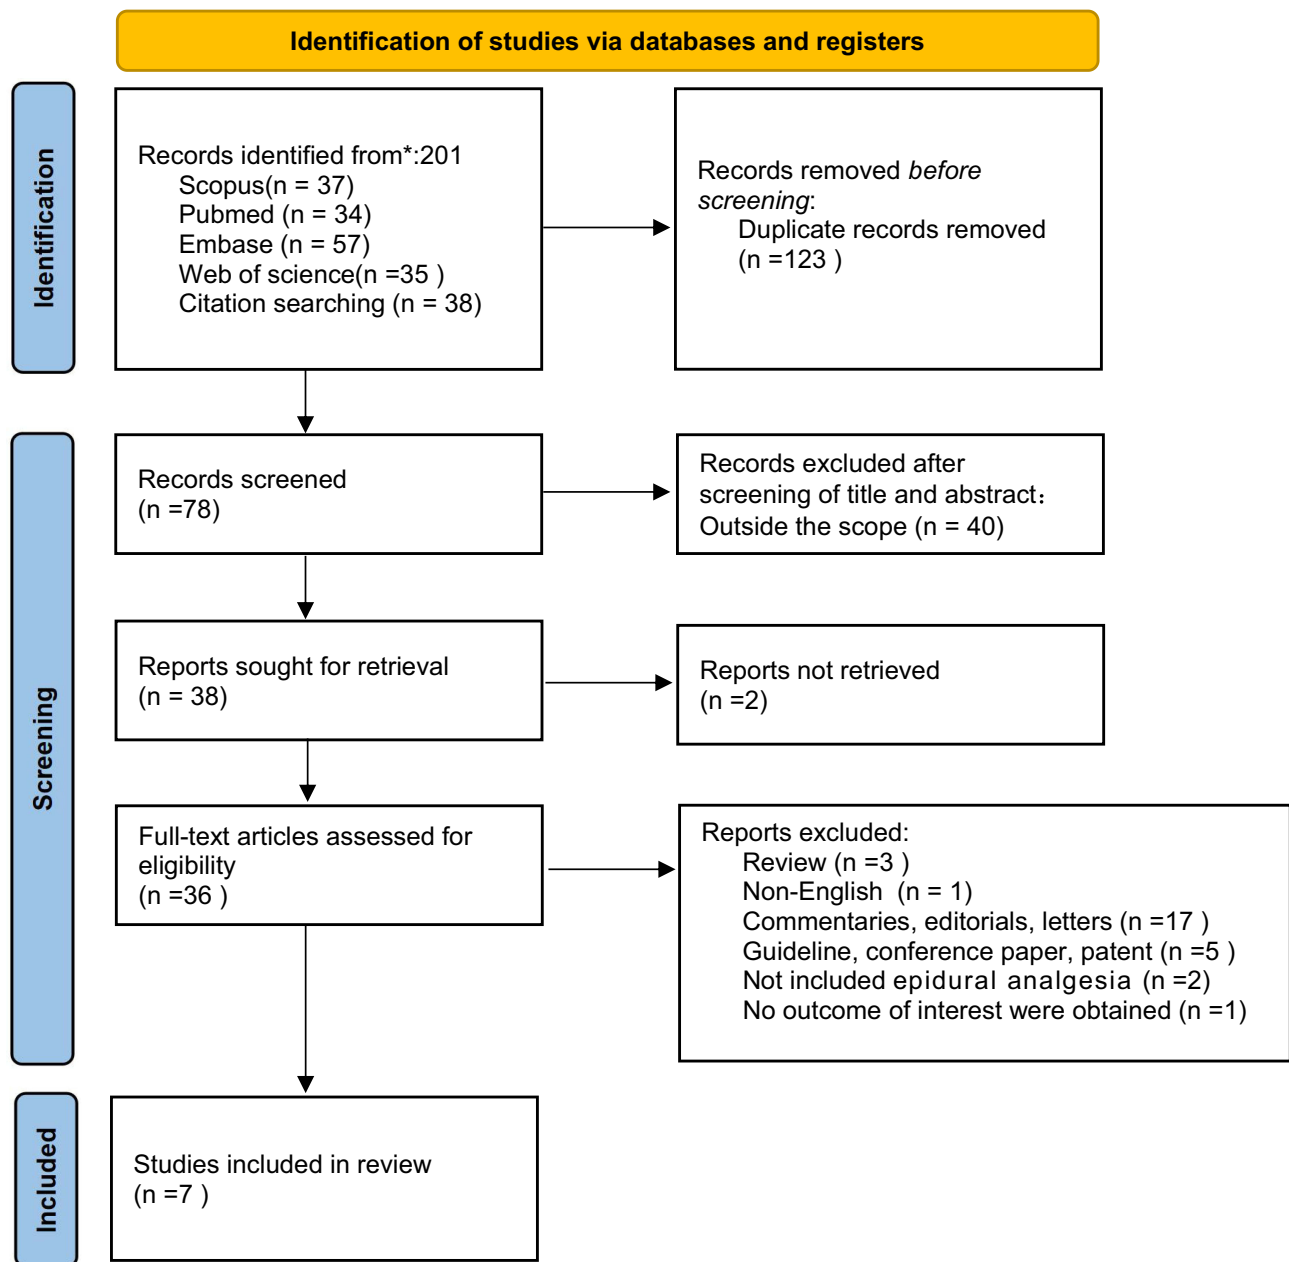 Identification of studies via databases and registers
Identification
Records identified from*:201
Scopus(n = 37)
Pubmed (n = 34)
Embase (n = 57)
Web of science(n =35 )
Citation searching (n = 38)
Records removed before
screening:
Duplicate records removed
(n =123 )
Screening
Records screened
(n =78)
Records excluded after
screening of title and abstract：
Outside the scope (n = 40)
Reports sought for retrieval
(n = 38)
Reports not retrieved
(n =2)
Full-text articles assessed for
eligibility
(n =36 )
Reports excluded:
Review (n =3 )
Non-English  (n = 1)
Commentaries, editorials, letters (n =17 )
Guideline, conference paper, patent (n =5 )
Not included epidural analgesia (n =2)
No outcome of interest were obtained (n =1)
Included
Studies included in review
(n =7 )